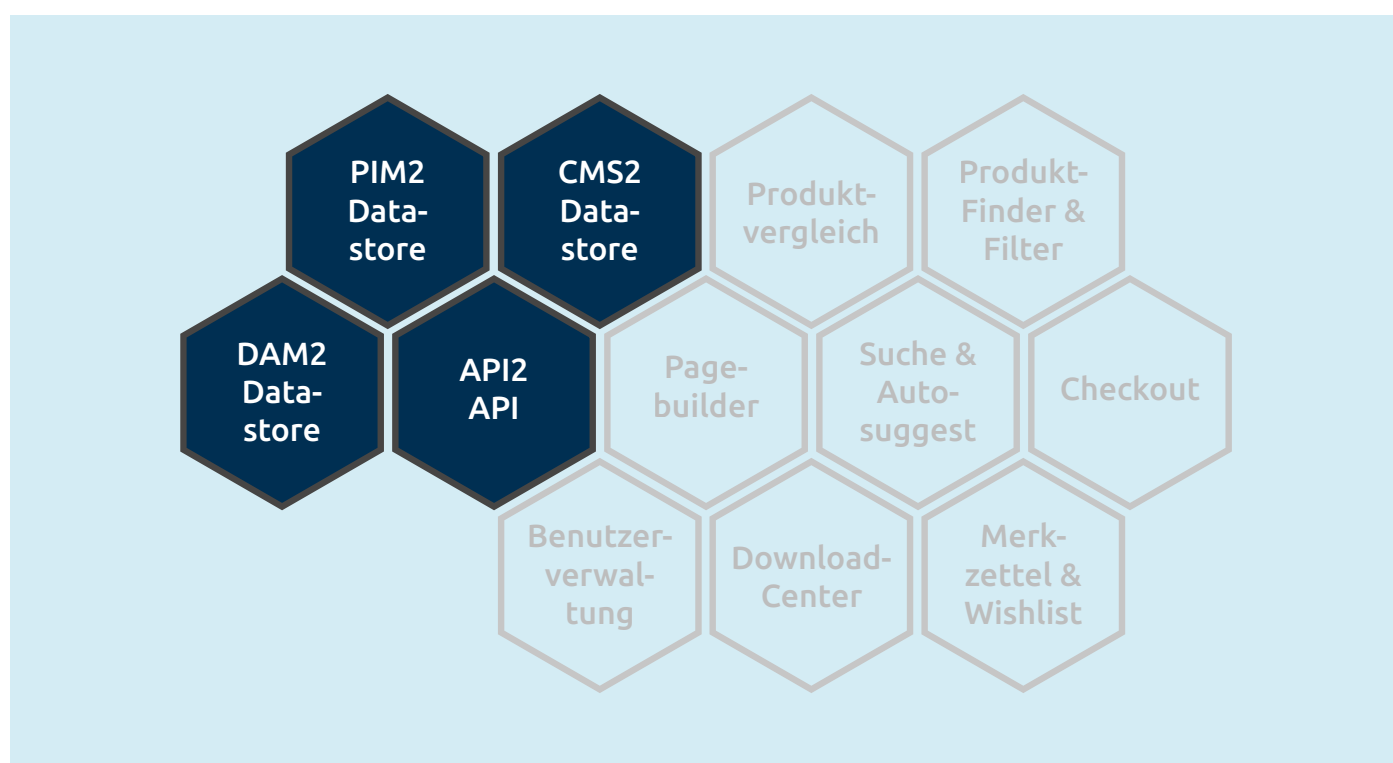 PIM2
Data-
store
CMS2
Data-
store
Produkt-
vergleich
Produkt-
Finder &
Filter
DAM2
Data-
store
API2
API
Page-
builder
Suche &
Auto-
suggest
Checkout
Benutzer-
verwal-
tung
Download-
Center
Merk-
zettel &
Wishlist